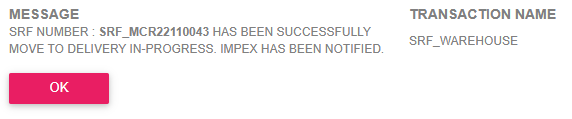 MESSAGE
SRF NUMBER : SRF_MCR22110043 HAS BEEN SUCCESSFULLY
MOVE TO DELIVERY IN-PROGRESS. IMPEX HAS BEEN NOTIFIED.
TRANSACTION NAME
SRF_WAREHOUSE
OK